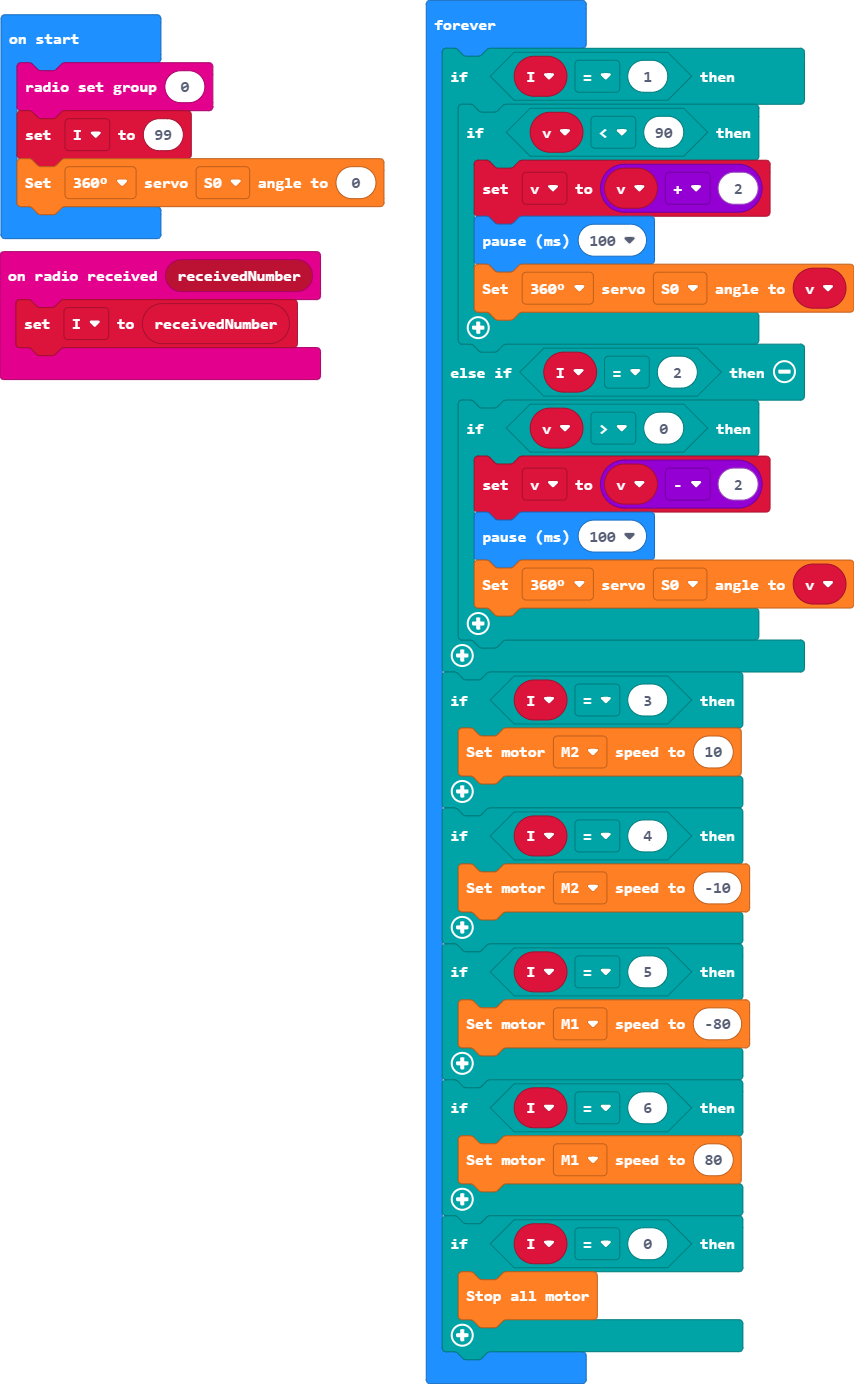 on start
radio set group 0
set I to 99
Set 360º servo S0 angle to 0
on radio received receivedNumber
set I to receivedNumber
forever
if I = 1 then
if v < 90 then
set v to v + 2
pause (ms) 100
Set 360º servo S0 angle to v
else if I = 2 then
if v > 0 then
set v to v - 2
pause (ms) 100
Set 360º servo S0 angle to v
if I = 3 then
Set motor M2 speed to 10
if I = 4 then
Set motor M2 speed to -10
if I = 5 then
Set motor M1 speed to -80
if I = 6 then
Set motor M1 speed to 80
if I = 0 then
Stop all motor